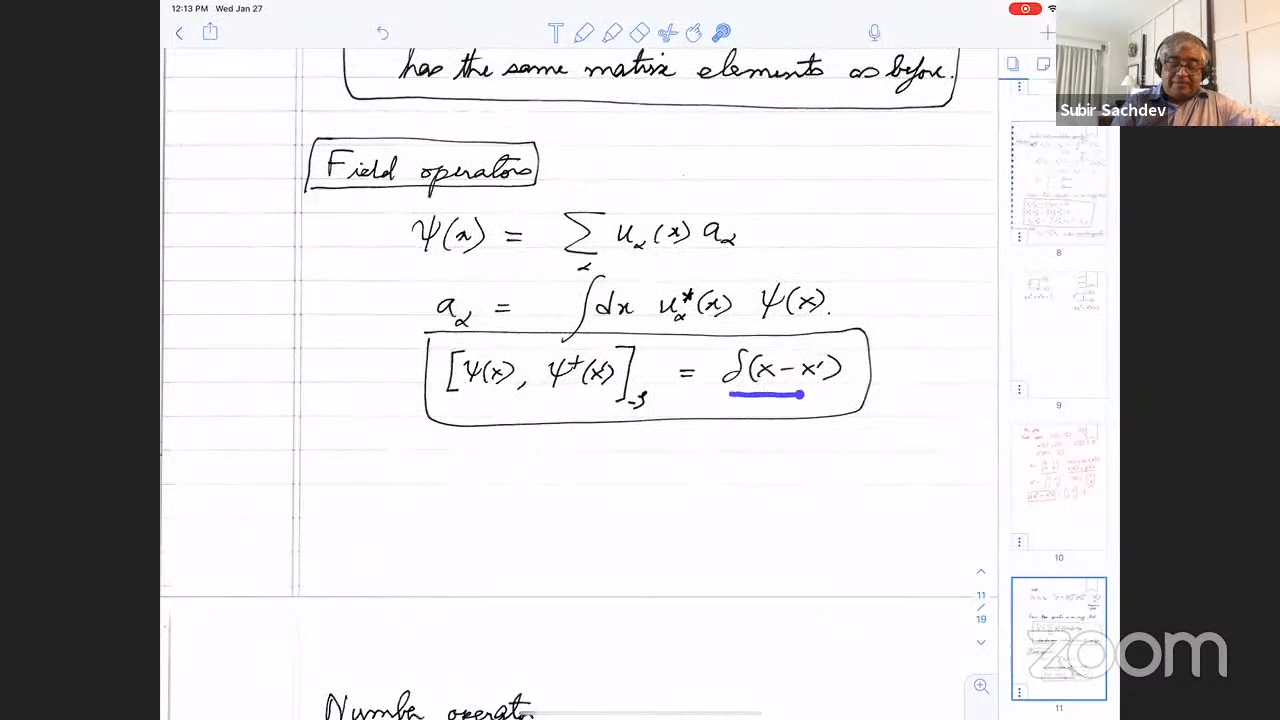 12:13 PM Wed Jan 27
has the same matrix elements as before.
Subir Sachdev
Field operators
ψ(x) = ∑_α u_α(x) a_α
a_α = ∫dx u_α*(x) ψ(x).
[ψ(x), ψ†(x')]_{-ζ} = δ(x-x')
8
9
10
11
/
19
11
Number operator
zoom